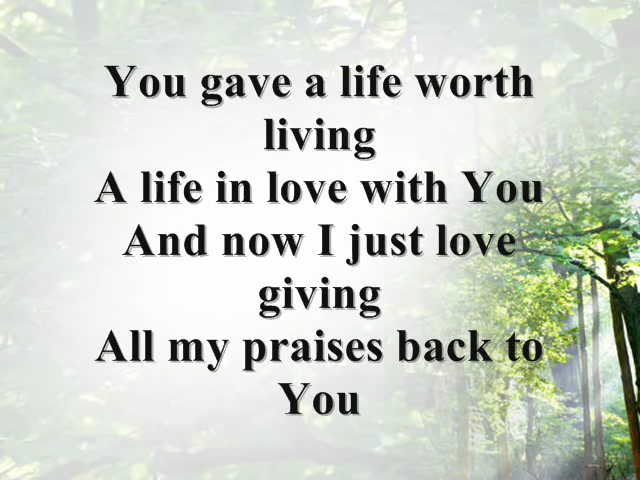 You gave a life worth
living
A life in love with You
And now I just love
giving
All my praises back to
You